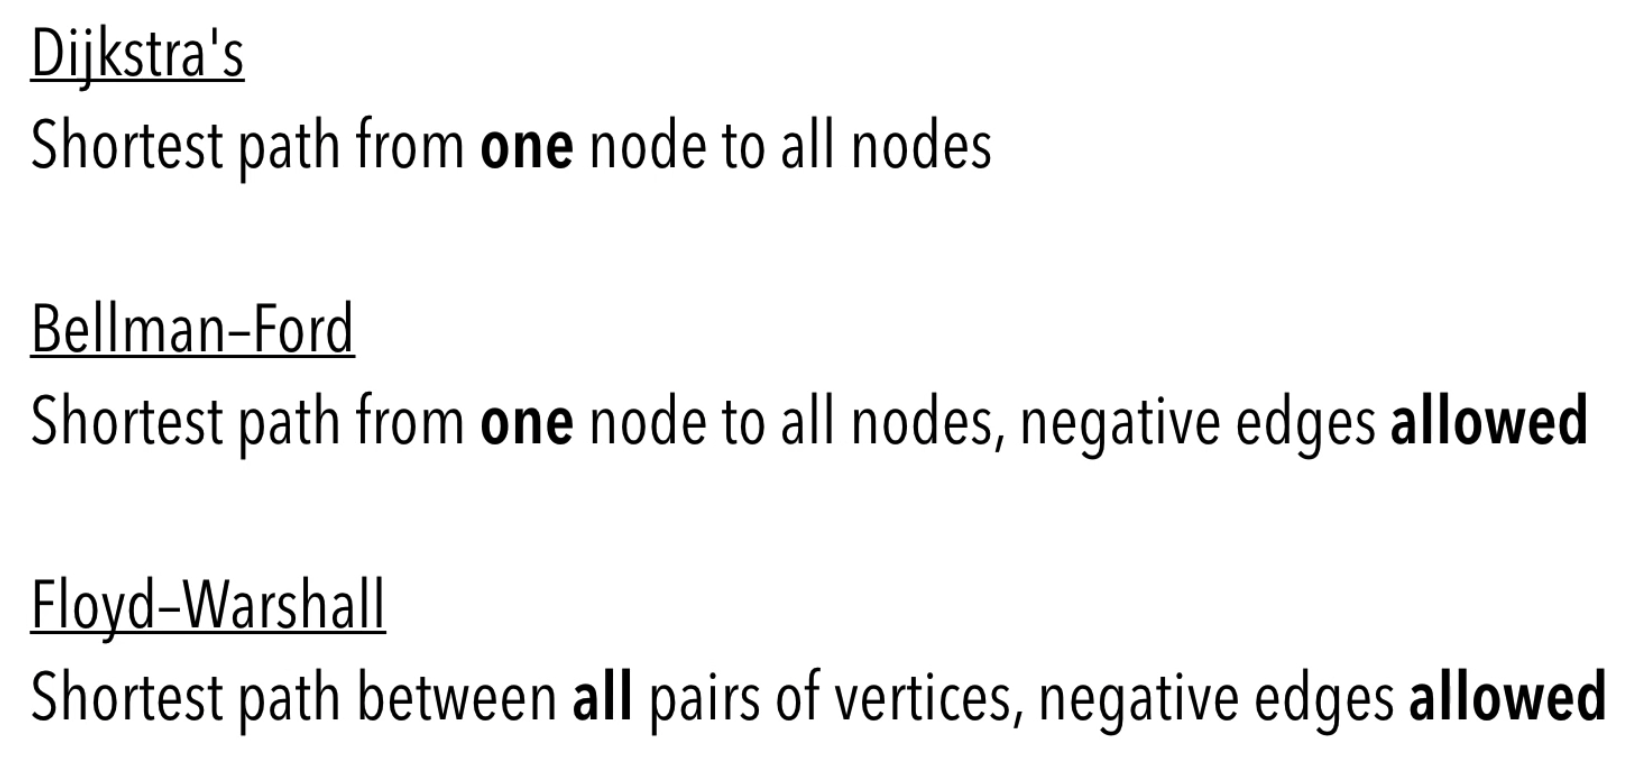 Dijkstra's
Shortest path from one node to all nodes
Bellman–Ford
Shortest path from one node to all nodes, negative edges allowed
Floyd–Warshall
Shortest path between all pairs of vertices, negative edges allowed